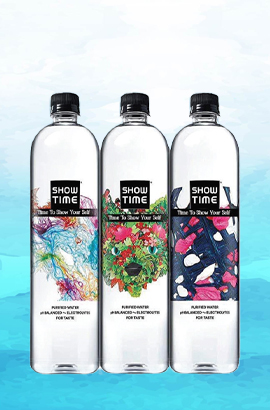 SHOW
TIME
Time To Show Your Self
PURIFIED WATER
pH BALANCED + ELECTROLYTES
FOR TASTE
SHOW
TIME
Time To Show Your Self
PURIFIED WATER
pH BALANCED + ELECTROLYTES
FOR TASTE
SHOW
TIME
Time To Show Your Self
PURIFIED WATER
pH BALANCED + ELECTROLYTES
FOR TASTE